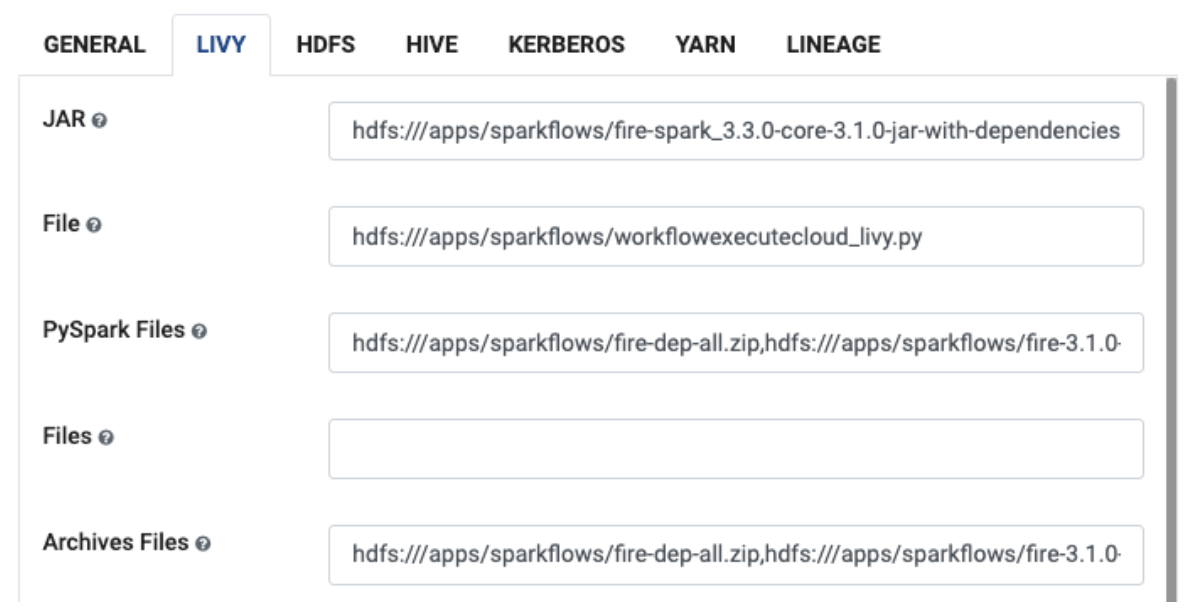 GENERAL LIVY HDFS HIVE KERBEROS YARN LINEAGE
JAR hdfs:///apps/sparkflows/fire-spark_3.3.0-core-3.1.0-jar-with-dependencies
File hdfs:///apps/sparkflows/workflowexecutecloud_livy.py
PySpark Files hdfs:///apps/sparkflows/fire-dep-all.zip,hdfs:///apps/sparkflows/fire-3.1.0-
Files
Archives Files hdfs:///apps/sparkflows/fire-dep-all.zip,hdfs:///apps/sparkflows/fire-3.1.0-